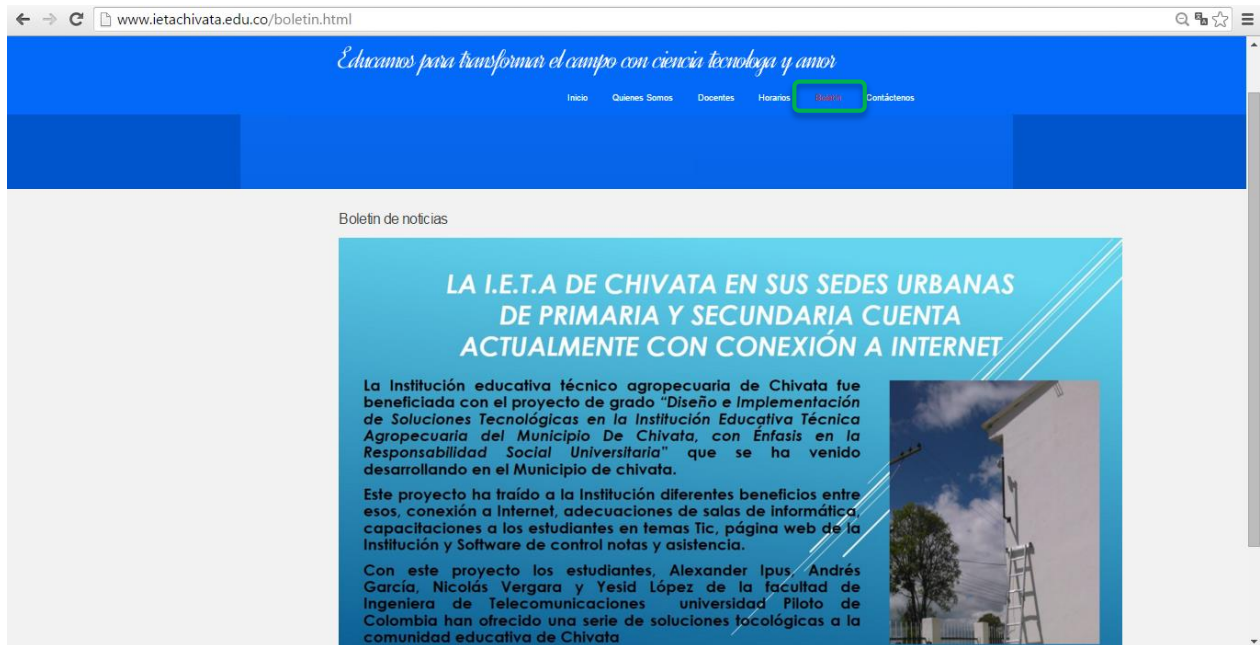 www.ietachivata.edu.co/boletin.html
Educamos para transformar el campo con ciencia tecnologa y amor
Inicio Quienes Somos Docentes Horarios Boletin Contáctenos
Boletin de noticias
LA I.E.T.A DE CHIVATA EN SUS SEDES URBANAS
DE PRIMARIA Y SECUNDARIA CUENTA
ACTUALMENTE CON CONEXIÓN A INTERNET
La Institución educativa técnico agropecuaria de Chivata fue
beneficiada con el proyecto de grado “Diseño e Implementación
de Soluciones Tecnológicas en la Institución Educativa Técnica
Agropecuaria del Municipio De Chivata, con Énfasis en la
Responsabilidad Social Universitaria” que se ha venido
desarrollando en el Municipio de chivata.
Este proyecto ha traído a la Institución diferentes beneficios entre
esos, conexión a Internet, adecuaciones de salas de informática,
capacitaciones a los estudiantes en temas Tic, página web de la
Institución y Software de control notas y asistencia.
Con este proyecto los estudiantes, Alexander Ipus, Andrés
García, Nicolás Vergara y Yesid López de la facultad de
Ingeniera de Telecomunicaciones universidad Piloto de
Colombia han ofrecido una serie de soluciones tocológicas a la
comunidad educativa de Chivata